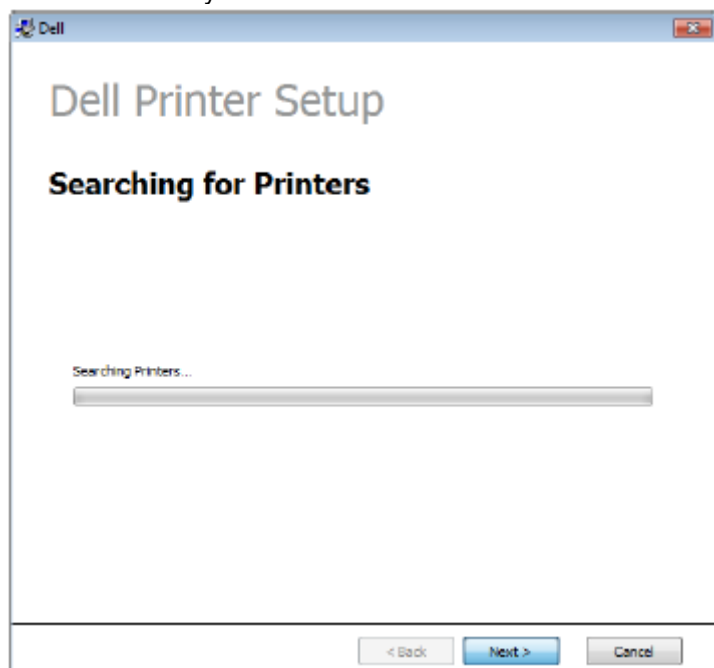 Dell
Dell Printer Setup
Searching for Printers
Searching Printers...
< Back Next > Cancel